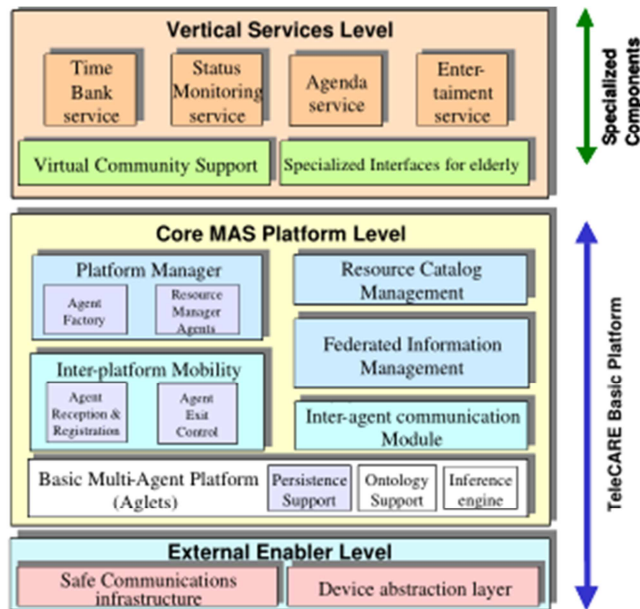 Vertical Services Level
Time
Bank
service
Status
Monitoring
service
Agenda
service
Enter-
taiment
service
Virtual Community Support
Specialized Interfaces for elderly
Specialized
Components
Core MAS Platform Level
Platform Manager
Agent
Factory
Resource
Manager
Agents
Resource Catalog
Management
Federated Information
Management
Inter-platform Mobility
Agent
Reception &
Registration
Agent
Exit
Control
Inter-agent communication
Module
Basic Multi-Agent Platform
(Aglets)
Persistence
Support
Ontology
Support
Inference
engine
TeleCARE Basic Platform
External Enabler Level
Safe Communications
infrastructure
Device abstraction layer